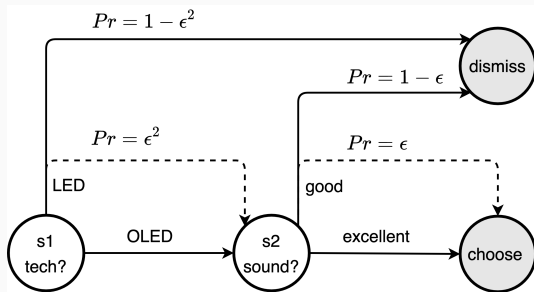 Pr = 1 − ϵ²
dismiss
Pr = 1 − ϵ
Pr = ϵ²
Pr = ϵ
LED
good
s1
tech?
OLED
s2
sound?
excellent
choose